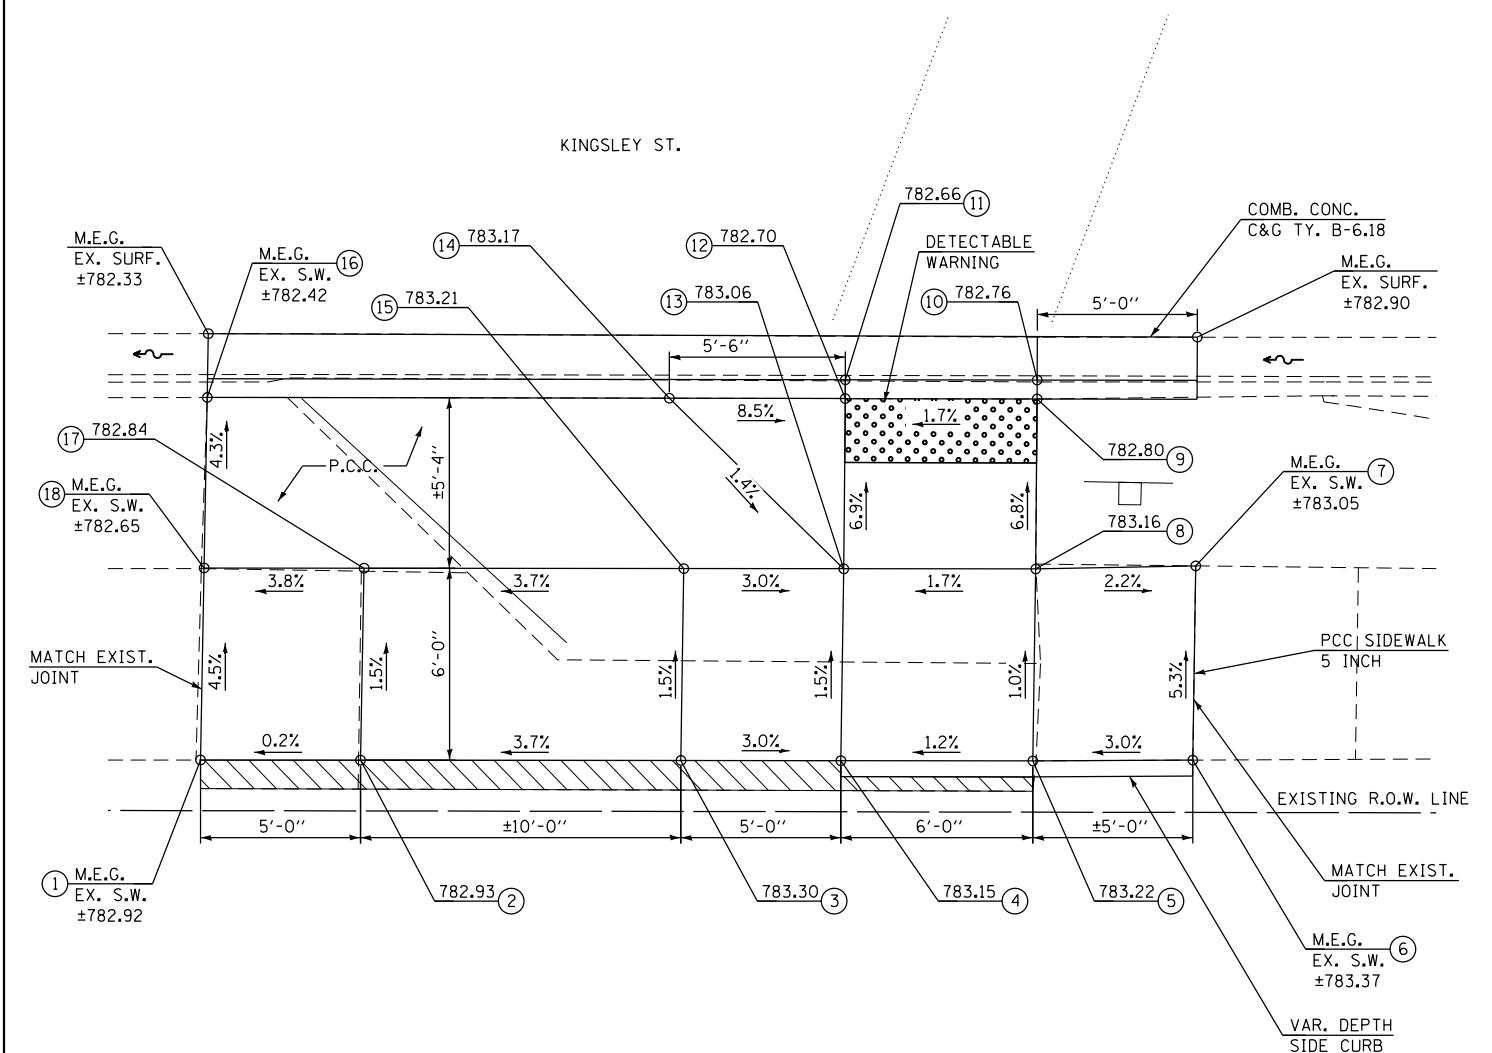 KINGSLEY ST.
782.66 11
COMB. CONC.
C&G TY. B-6.18
M.E.G.
EX. SURF.
±782.33
M.E.G. 16
EX. S.W.
±782.42
14 783.17
12 782.70
DETECTABLE
WARNING
M.E.G.
EX. SURF.
±782.90
15 783.21
13 783.06
10 782.76
5'-0"
5'-6"
8.5%
1.7%
17 782.84
4.3%
P.C.C.
±5'-4"
1.4%
6.9%
6.8%
782.80 9
M.E.G. 7
EX. S.W.
±783.05
18 M.E.G.
EX. S.W.
±782.65
783.16 8
3.8%
3.7%
3.0%
1.7%
2.2%
MATCH EXIST.
JOINT
4.5%
1.5%
6'-0"
1.5%
1.5%
1.0%
5.3%
PCC SIDEWALK
5 INCH
0.2%
3.7%
3.0%
1.2%
3.0%
EXISTING R.O.W. LINE
5'-0"
±10'-0"
5'-0"
6'-0"
±5'-0"
1 M.E.G.
EX. S.W.
±782.92
782.93 2
783.30 3
783.15 4
783.22 5
MATCH EXIST.
JOINT
M.E.G. 6
EX. S.W.
±783.37
VAR. DEPTH
SIDE CURB